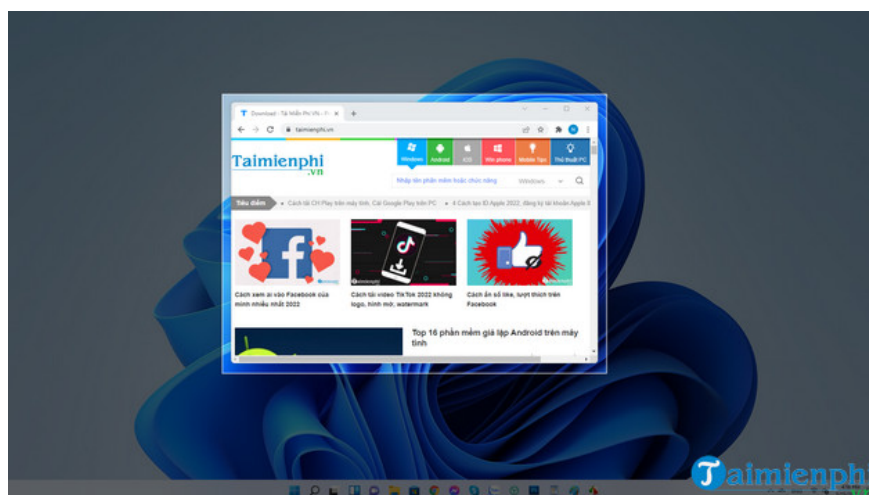 Download - Tải Miễn Phí VN - F
taimienphi.vn
Taimienphi
.vn
Windows Android iOS Win phone Mobile Tips Thủ thuật PC
Nhập tên phần mềm hoặc chức năng Windows
Tiêu điểm
Cách tải CH Play trên máy tính, Cài Google Play trên PC
4 Cách tạo ID Apple 2022, đăng ký tài khoản Apple
Cách xem ai vào Facebook của
mình nhiều nhất 2022
Cách tải video TikTok 2022 không
logo, hình mờ, watermark
Cách ẩn số like, lượt thích trên
Facebook
Top 16 phần mềm giả lập Android trên máy
tính
Taimienphi